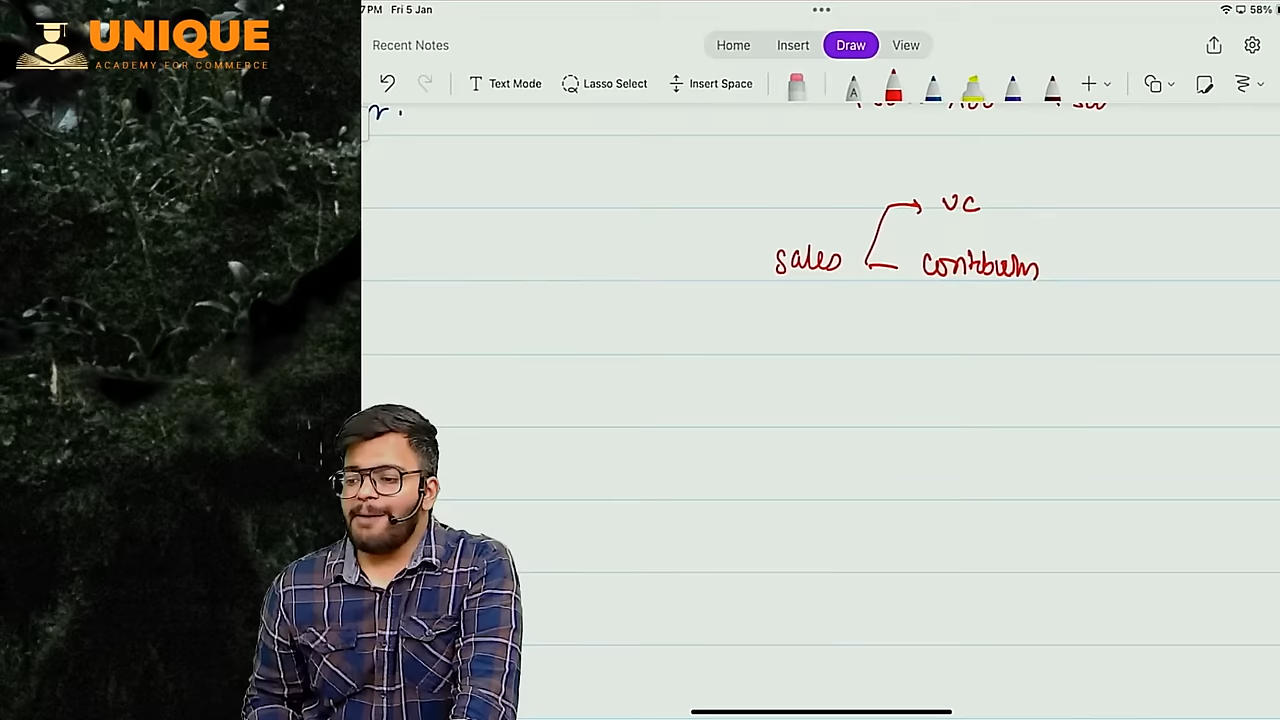 UNIQUE
ACADEMY FOR COMMERCE
7PM Fri 5 Jan
58%
Recent Notes
Home Insert Draw View
Text Mode Lasso Select Insert Space
VC
sales